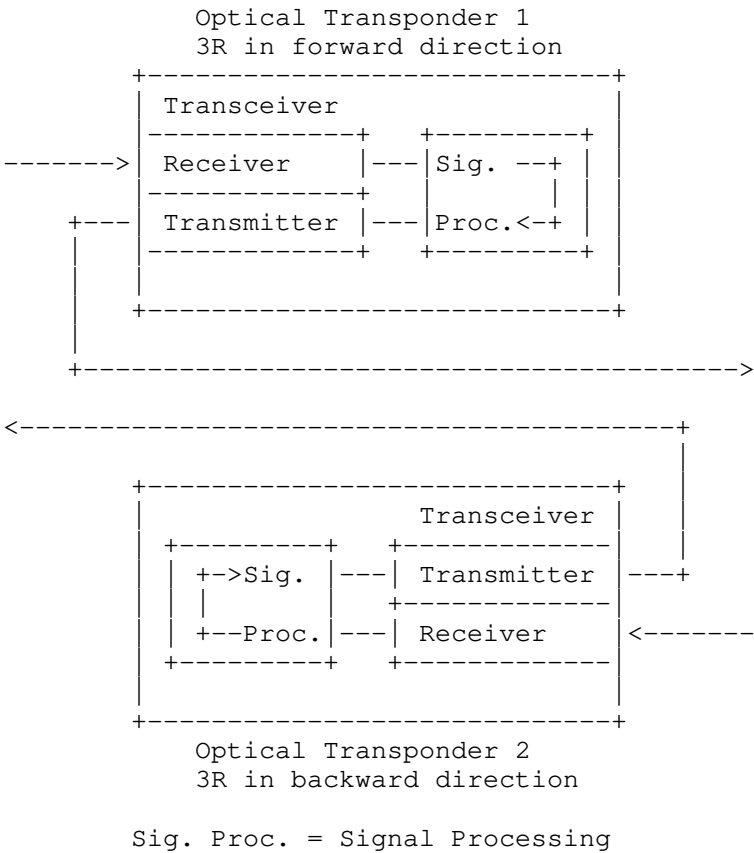 Optical Transponder 1
3R in forward direction
Transceiver
Receiver Sig.
Transmitter Proc.
Transceiver
Sig. Transmitter
Proc. Receiver
Optical Transponder 2
3R in backward direction
Sig. Proc. = Signal Processing